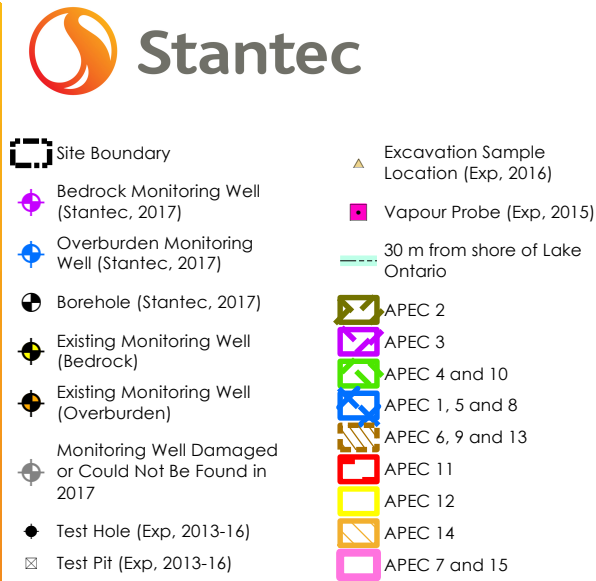 Stantec
Site Boundary
Bedrock Monitoring Well
(Stantec, 2017)
Overburden Monitoring
Well (Stantec, 2017)
Borehole (Stantec, 2017)
Existing Monitoring Well
(Bedrock)
Existing Monitoring Well
(Overburden)
Monitoring Well Damaged
or Could Not Be Found in
2017
Test Hole (Exp, 2013-16)
Test Pit (Exp, 2013-16)
Excavation Sample
Location (Exp, 2016)
Vapour Probe (Exp, 2015)
30 m from shore of Lake
Ontario
APEC 2
APEC 3
APEC 4 and 10
APEC 1, 5 and 8
APEC 6, 9 and 13
APEC 11
APEC 12
APEC 14
APEC 7 and 15